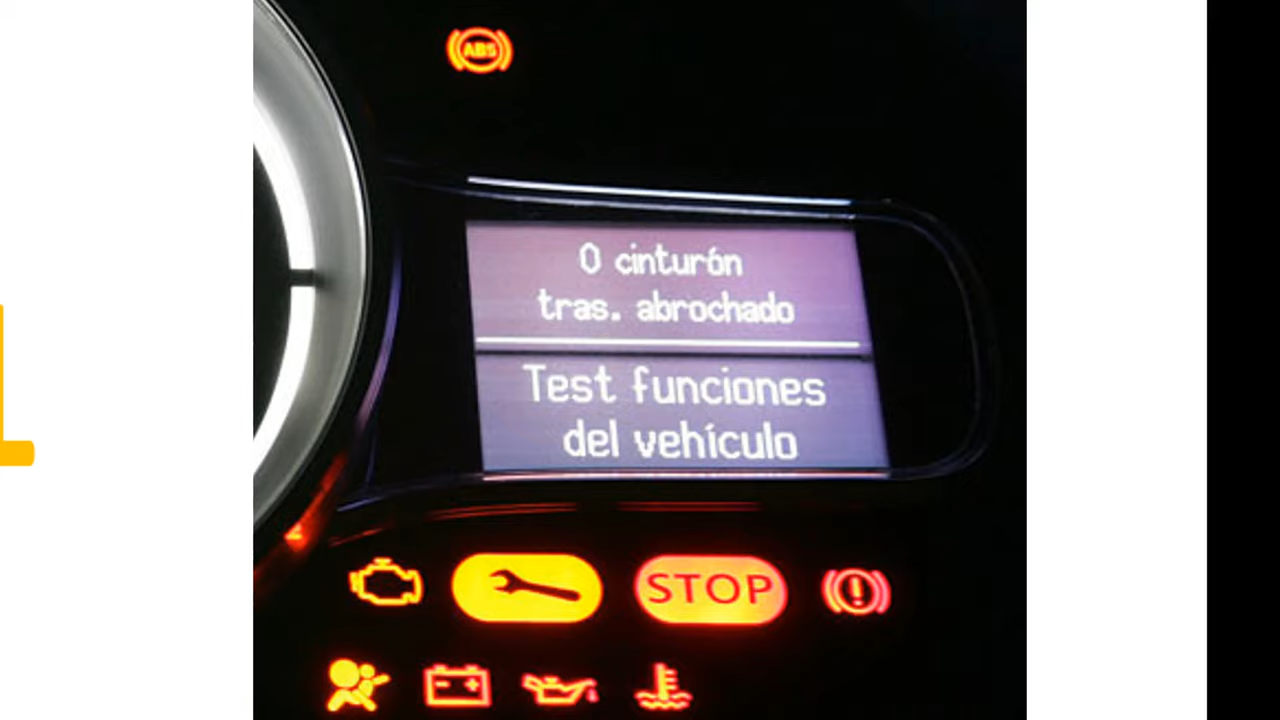 ABS
0 cinturón
tras. abrochado
Test funciones
del vehículo
STOP